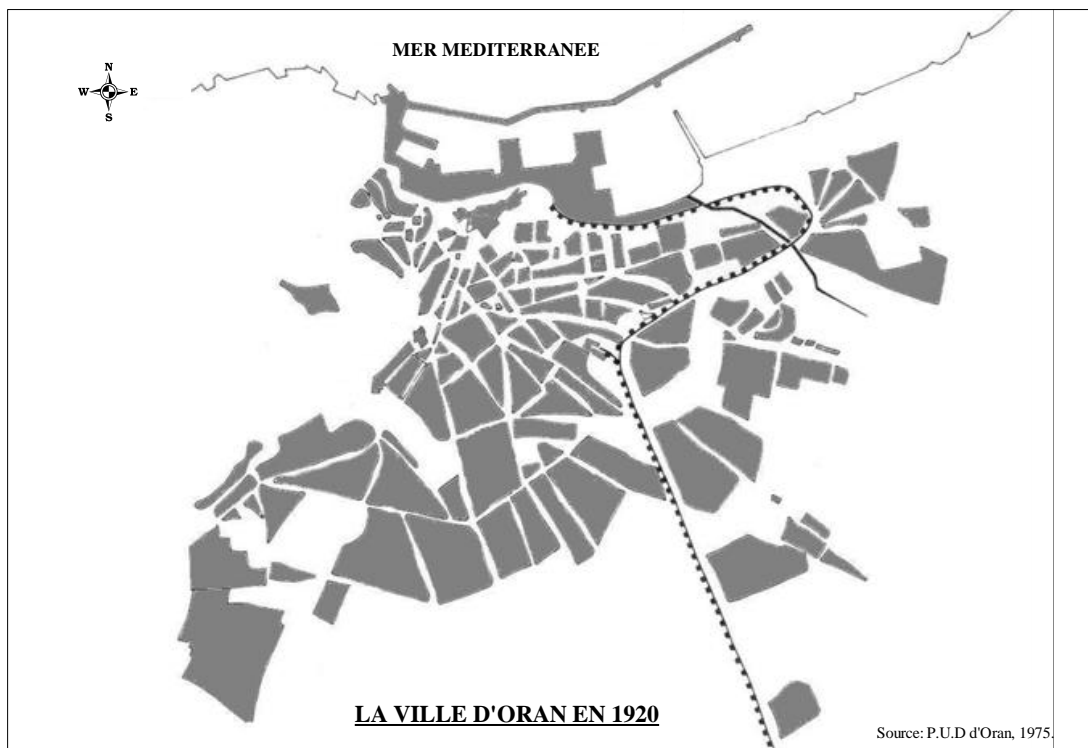 MER MEDITERRANEE
N
W E
S
LA VILLE D'ORAN EN 1920
Source: P.U.D d'Oran, 1975.